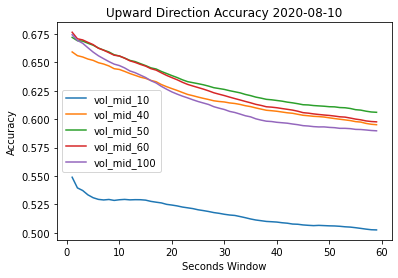 Upward Direction Accuracy 2020-08-10
Accuracy
0.675
0.650
0.625
0.600
0.575
0.550
0.525
0.500
vol_mid_10
vol_mid_40
vol_mid_50
vol_mid_60
vol_mid_100
0 10 20 30 40 50 60
Seconds Window